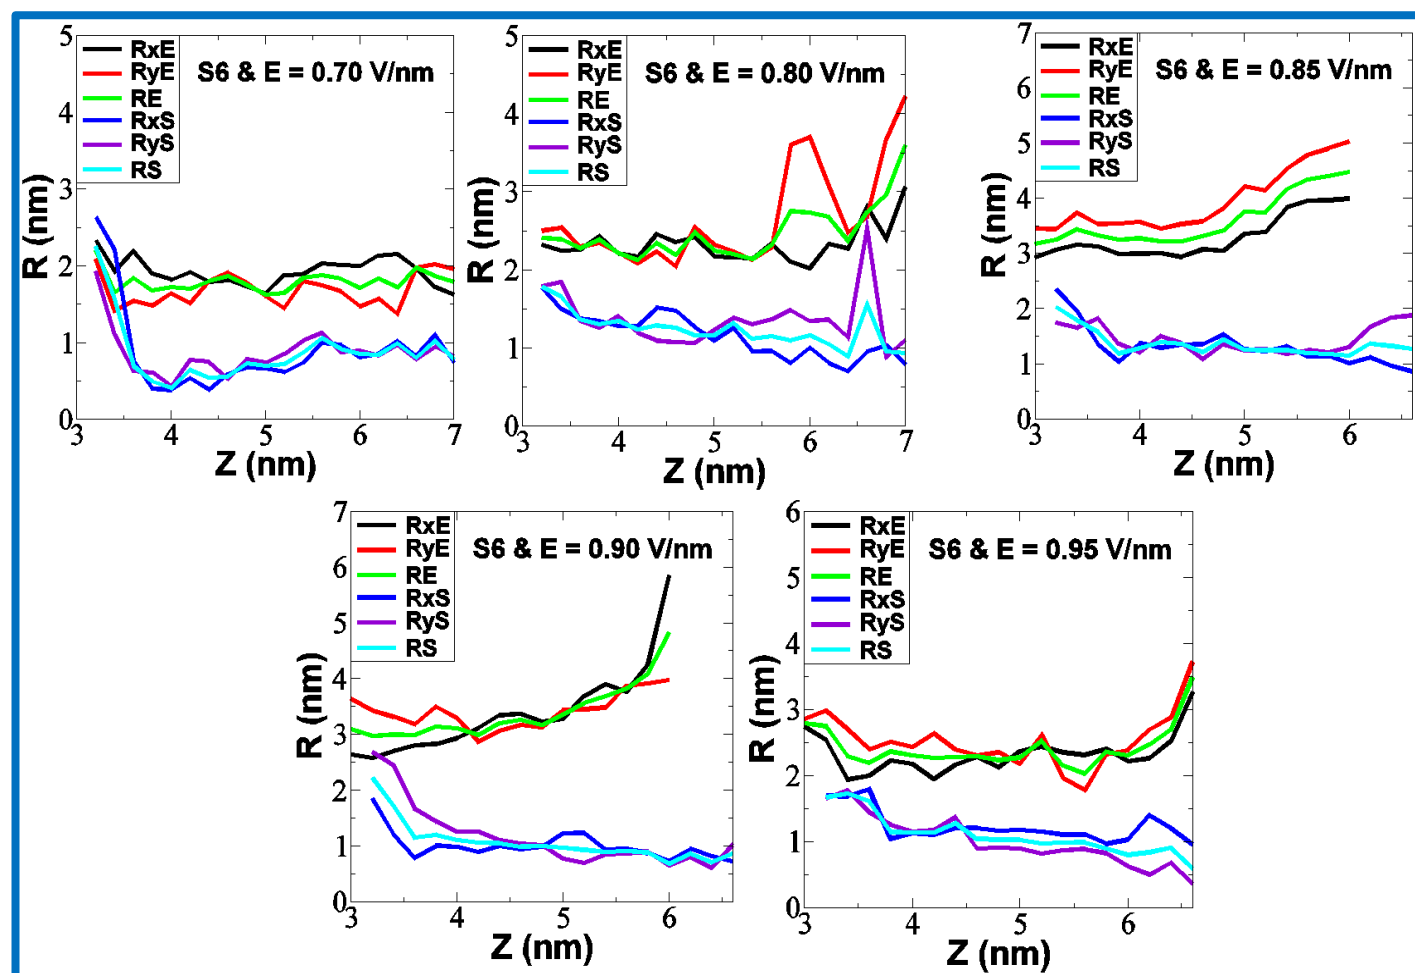 RxE
RyE
RE
RxS
RyS
RS
S6 & E = 0.70 V/nm
R (nm)
5
4
3
2
1
0
3 4 5 6 7
Z (nm)
RxE
RyE
RE
RxS
RyS
RS
S6 & E = 0.80 V/nm
R (nm)
5
4
3
2
1
0
3 4 5 6 7
Z (nm)
RxE
RyE
RE
RxS
RyS
RS
S6 & E = 0.85 V/nm
R (nm)
7
6
5
4
3
2
1
0
3 4 5 6
Z (nm)
RxE
RyE
RE
RxS
RyS
RS
S6 & E = 0.90 V/nm
R (nm)
7
6
5
4
3
2
1
0
3 4 5 6
Z (nm)
RxE
RyE
RE
RxS
RyS
RS
S6 & E = 0.95 V/nm
R (nm)
6
5
4
3
2
1
0
3 4 5 6
Z (nm)